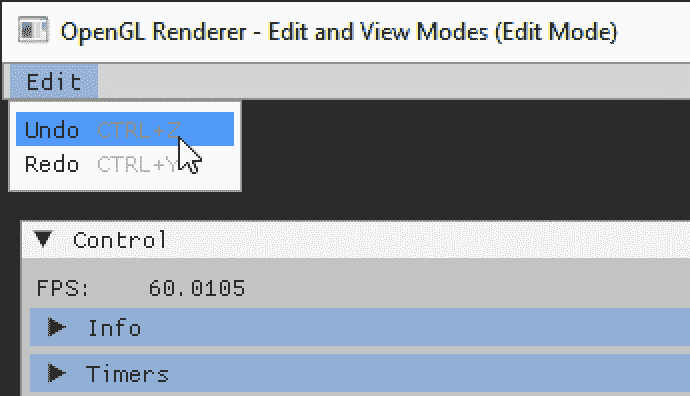 OpenGL Renderer - Edit and View Modes (Edit Mode)
Edit
Undo CTRL+Z
Redo CTRL+Y
Control
FPS: 60.0105
Info
Timers